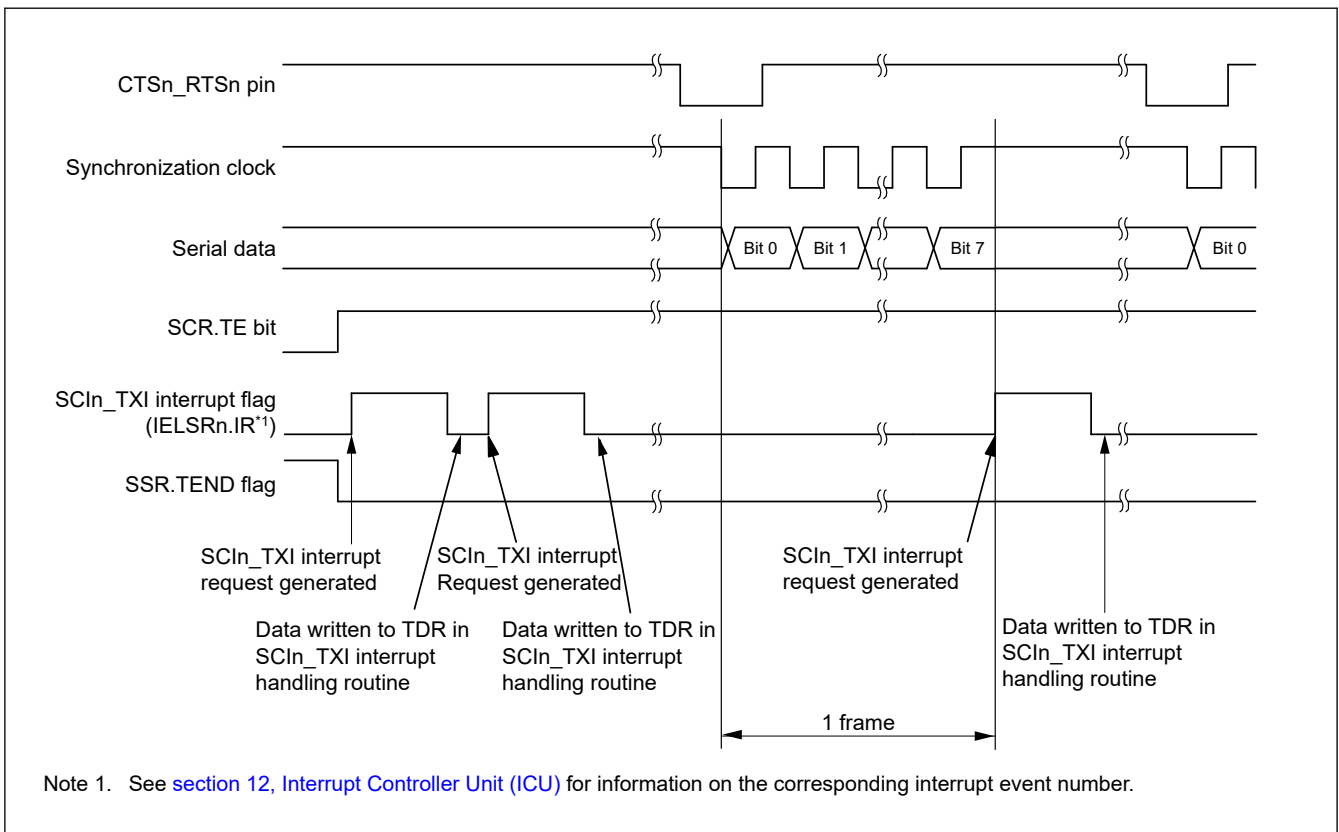 CTSn_RTSn pin
Synchronization clock
Serial data
Bit 0
Bit 1
Bit 7
Bit 0
SCR.TE bit
SCIn_TXI interrupt flag
(IELSRn.IR*1)
SSR.TEND flag
SCIn_TXI interrupt
request generated
SCIn_TXI interrupt
Request generated
SCIn_TXI interrupt
request generated
Data written to TDR in
SCIn_TXI interrupt
handling routine
Data written to TDR in
SCIn_TXI interrupt
handling routine
Data written to TDR in
SCIn_TXI interrupt
handling routine
1 frame
Note 1. See section 12, Interrupt Controller Unit (ICU) for information on the corresponding interrupt event number.